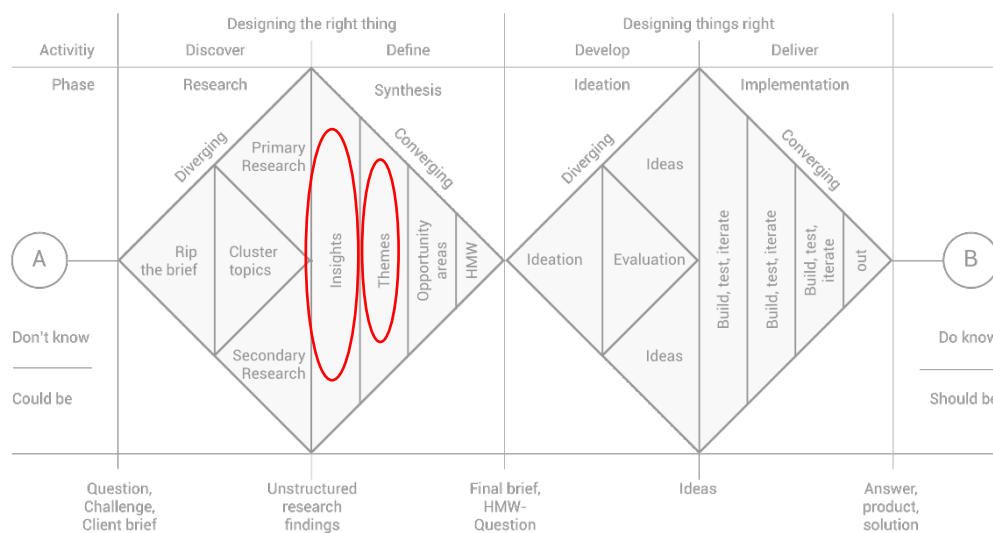 Designing the right thing
Designing things right
Activitiy
Discover
Define
Develop
Deliver
Phase
Research
Synthesis
Ideation
Implementation
Diverging
Primary
Research
Converging
Diverging
Ideas
Converging
A
Rip
the brief
Cluster
topics
Insights
Themes
Opportunity
areas
HMW
Ideation
Evaluation
Build, test, iterate
Build, test, iterate
Build, test,
iterate
out
B
Don't know
Could be
Secondary
Research
Ideas
Do know
Should be
Question,
Challenge,
Client brief
Unstructured
research
findings
Final brief,
HMW-
Question
Ideas
Answer,
product,
solution